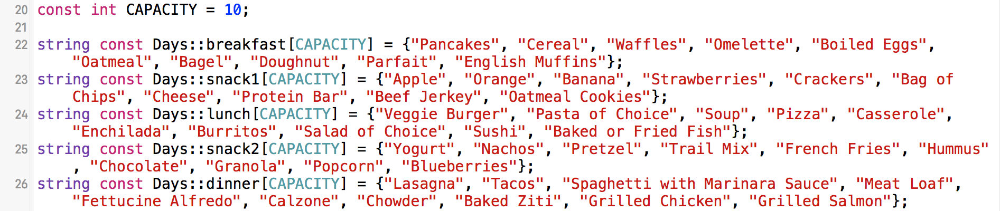 20 const int CAPACITY = 10;
21
22 string const Days::breakfast[CAPACITY] = {"Pancakes", "Cereal", "Waffles", "Omelette", "Boiled Eggs",
"Oatmeal", "Bagel", "Doughnut", "Parfait", "English Muffins"};
23 string const Days::snack1[CAPACITY] = {"Apple", "Orange", "Banana", "Strawberries", "Crackers", "Bag of
Chips", "Cheese", "Protein Bar", "Beef Jerky", "Oatmeal Cookies"};
24 string const Days::lunch[CAPACITY] = {"Veggie Burger", "Pasta of Choice", "Soup", "Pizza", "Casserole",
"Enchilada", "Burritos", "Salad of Choice", "Sushi", "Baked or Fried Fish"};
25 string const Days::snack2[CAPACITY] = {"Yogurt", "Nachos", "Pretzel", "Trail Mix", "French Fries", "Hummus"
, "Chocolate", "Granola", "Popcorn", "Blueberries"};
26 string const Days::dinner[CAPACITY] = {"Lasagna", "Tacos", "Spaghetti with Marinara Sauce", "Meat Loaf",
"Fettucine Alfredo", "Calzone", "Chowder", "Baked Ziti", "Grilled Chicken", "Grilled Salmon"};